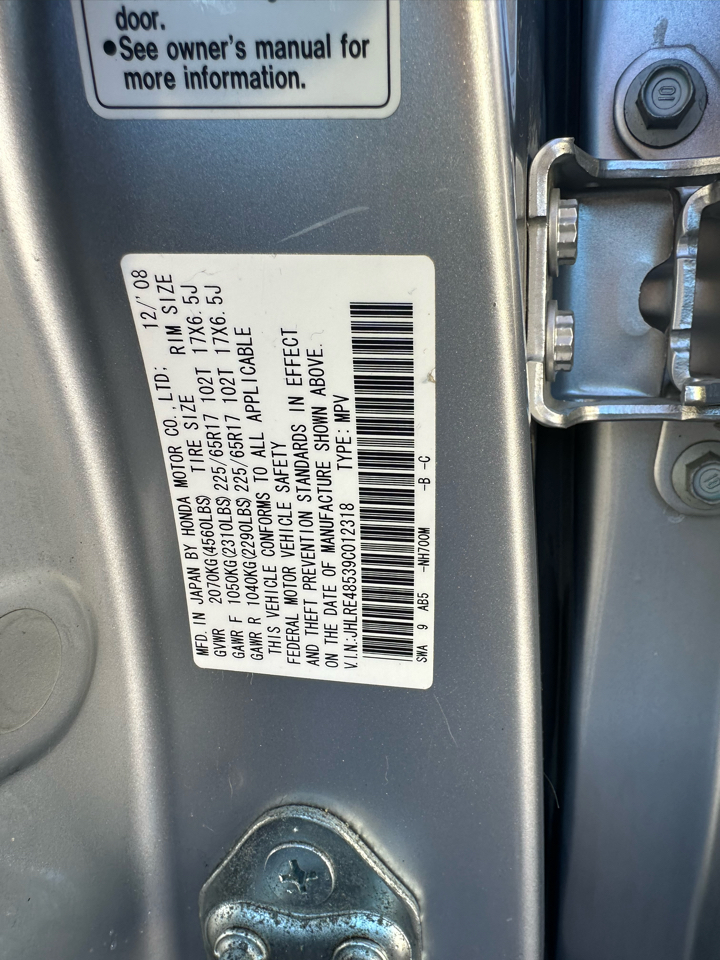 door.
●See owner's manual for
more information.
MFD. IN JAPAN BY HONDA MOTOR CO., LTD: 12/'08
GVWR 2070KG(4560LBS) TIRE SIZE RIM SIZE
GAWR F 1050KG(2310LBS) 225/65R17 102T 17X6.5J
GAWR R 1040KG(2290LBS) 225/65R17 102T 17X6.5J
THIS VEHICLE CONFORMS TO ALL APPLICABLE
FEDERAL MOTOR VEHICLE SAFETY
AND THEFT PREVENTION STANDARDS IN EFFECT
ON THE DATE OF MANUFACTURE SHOWN ABOVE.
V.I.N.:JHLRE48539C012318 TYPE: MPV
SWA 9 AB5 -NH700M -B -C
10